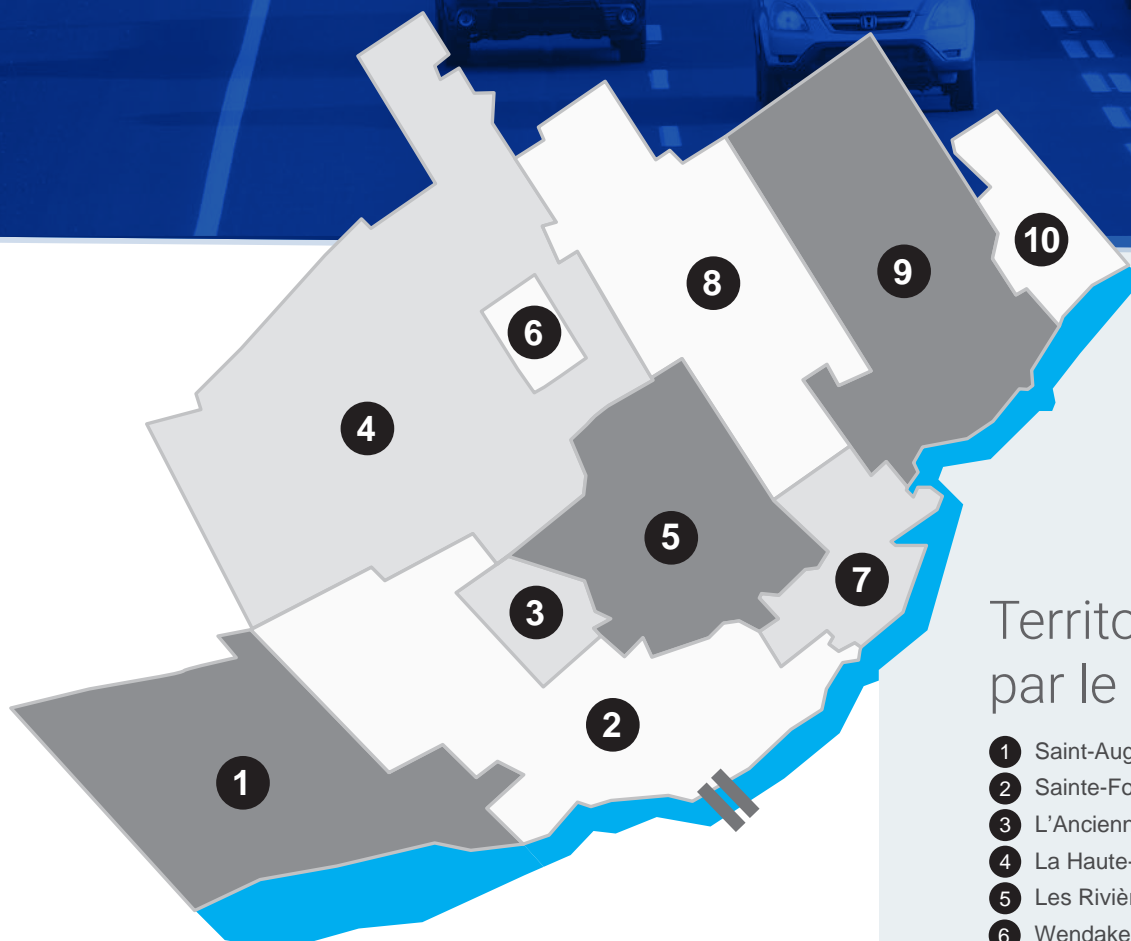 10
9
8
6
4
5
7
3
2
1
Territo
par le
1 Saint-Aug
2 Sainte-Fo
3 L'Ancienn
4 La Haute-
5 Les Rivièr
6 Wendake